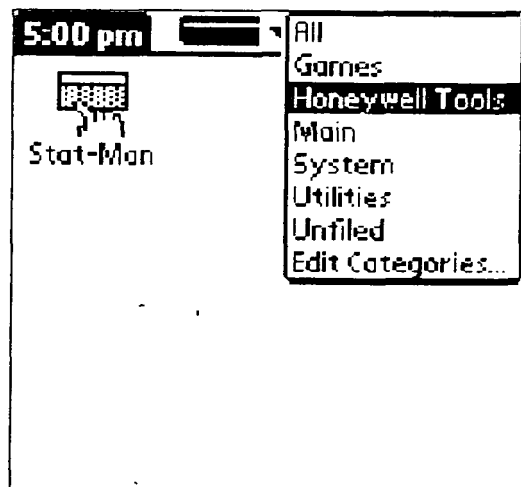 5:00 pm
All
Games
Honeywell Tools
Main
System
Utilities
Unfiled
Edit Categories...
Stat-Man